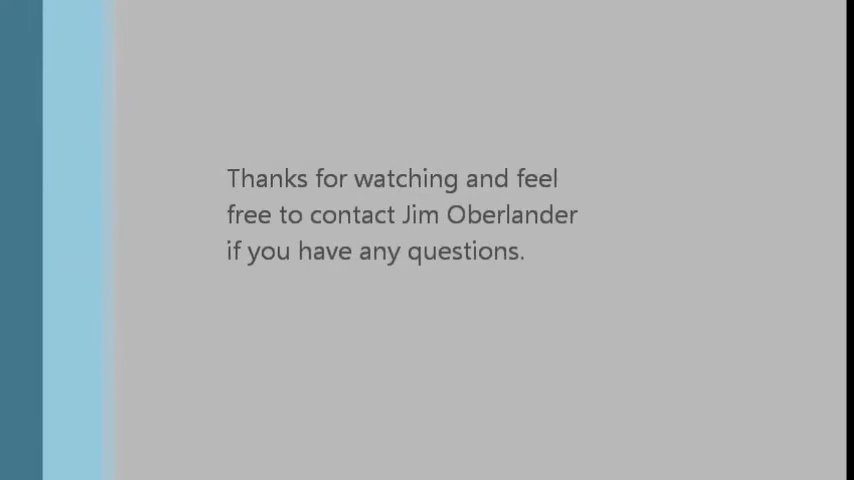 Thanks for watching and feel
free to contact Jim Oberlander
if you have any questions.